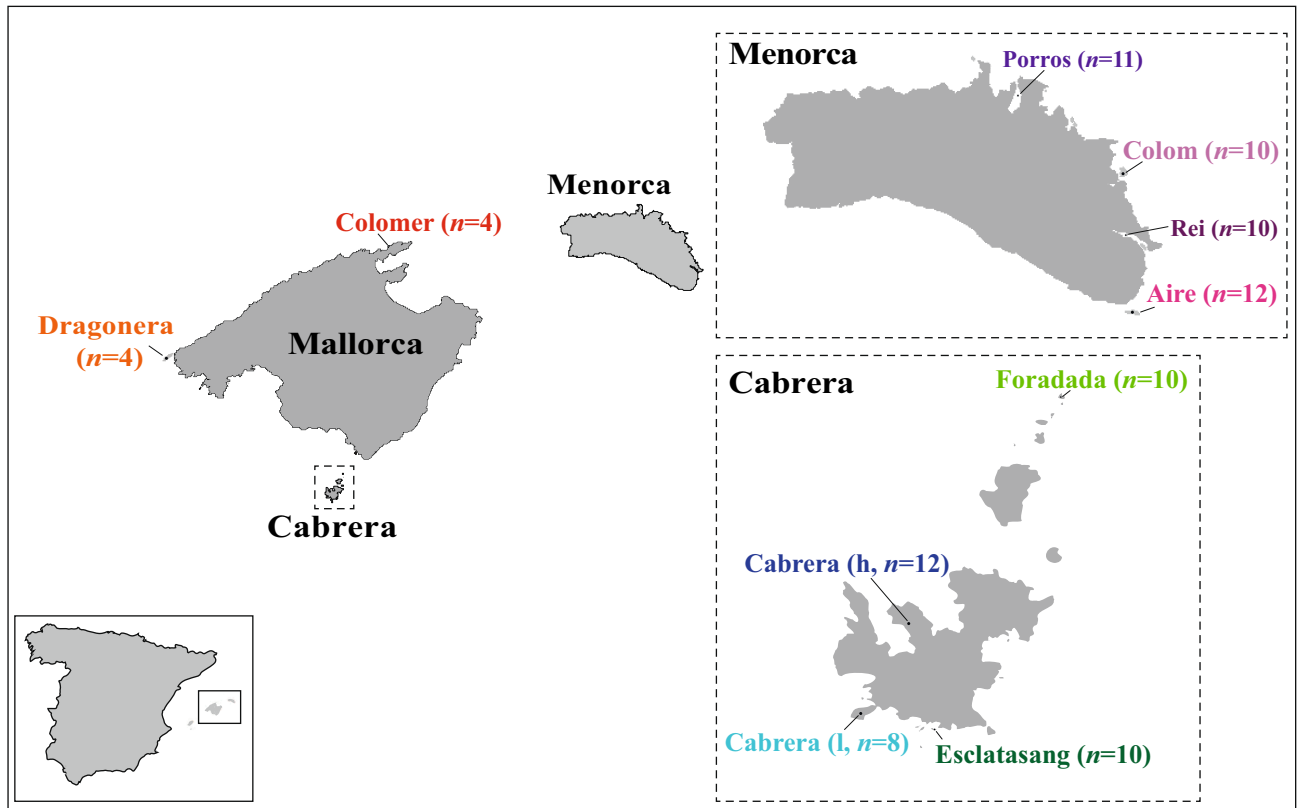 Menorca
Porros (n=11)
Colom (n=10)
Rei (n=10)
Aire (n=12)
Menorca
Colomer (n=4)
Dragonera
(n=4)
Mallorca
Cabrera
Cabrera
Foradada (n=10)
Cabrera (h, n=12)
Cabrera (l, n=8)
Esclatasang (n=10)